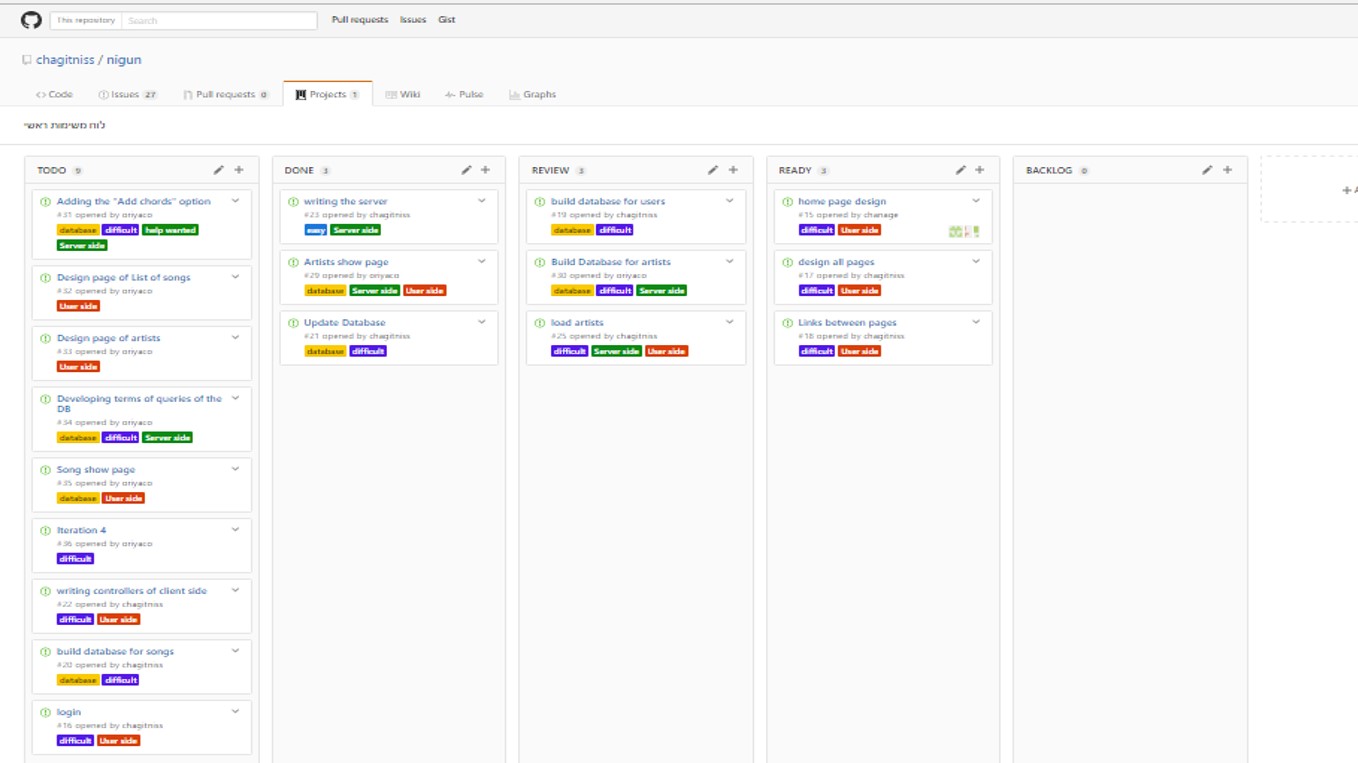 This repository Search Pull requests Issues Gist
chagitniss / nigun
Code Issues 27 Pull requests 0 Projects 1 Wiki Pulse Graphs
לוח משימות ראשי
TODO 9
Adding the "Add chords" option
#31 opened by oriyaco
database difficult help wanted
Server side
Design page of List of songs
#32 opened by oriyaco
User side
Design page of artists
#33 opened by oriyaco
User side
Developing terms of queries of the
DB
#34 opened by oriyaco
database difficult Server side
Song show page
#35 opened by oriyaco
database User side
Iteration 4
#36 opened by oriyaco
difficult
writing controllers of client side
#22 opened by chagitniss
difficult User side
build database for songs
#20 opened by chagitniss
database difficult
login
#16 opened by chagitniss
difficult User side
DONE 3
writing the server
#23 opened by chagitniss
easy Server side
Artists show page
#29 opened by oriyaco
database Server side User side
Update Database
#21 opened by chagitniss
database difficult
REVIEW 3
build database for users
#19 opened by chagitniss
database difficult
Build Database for artists
#30 opened by oriyaco
database difficult Server side
load artists
#25 opened by chagitniss
difficult Server side User side
READY 3
home page design
#15 opened by chanage
difficult User side
design all pages
#17 opened by chagitniss
difficult User side
Links between pages
#18 opened by chagitniss
difficult User side
BACKLOG 0